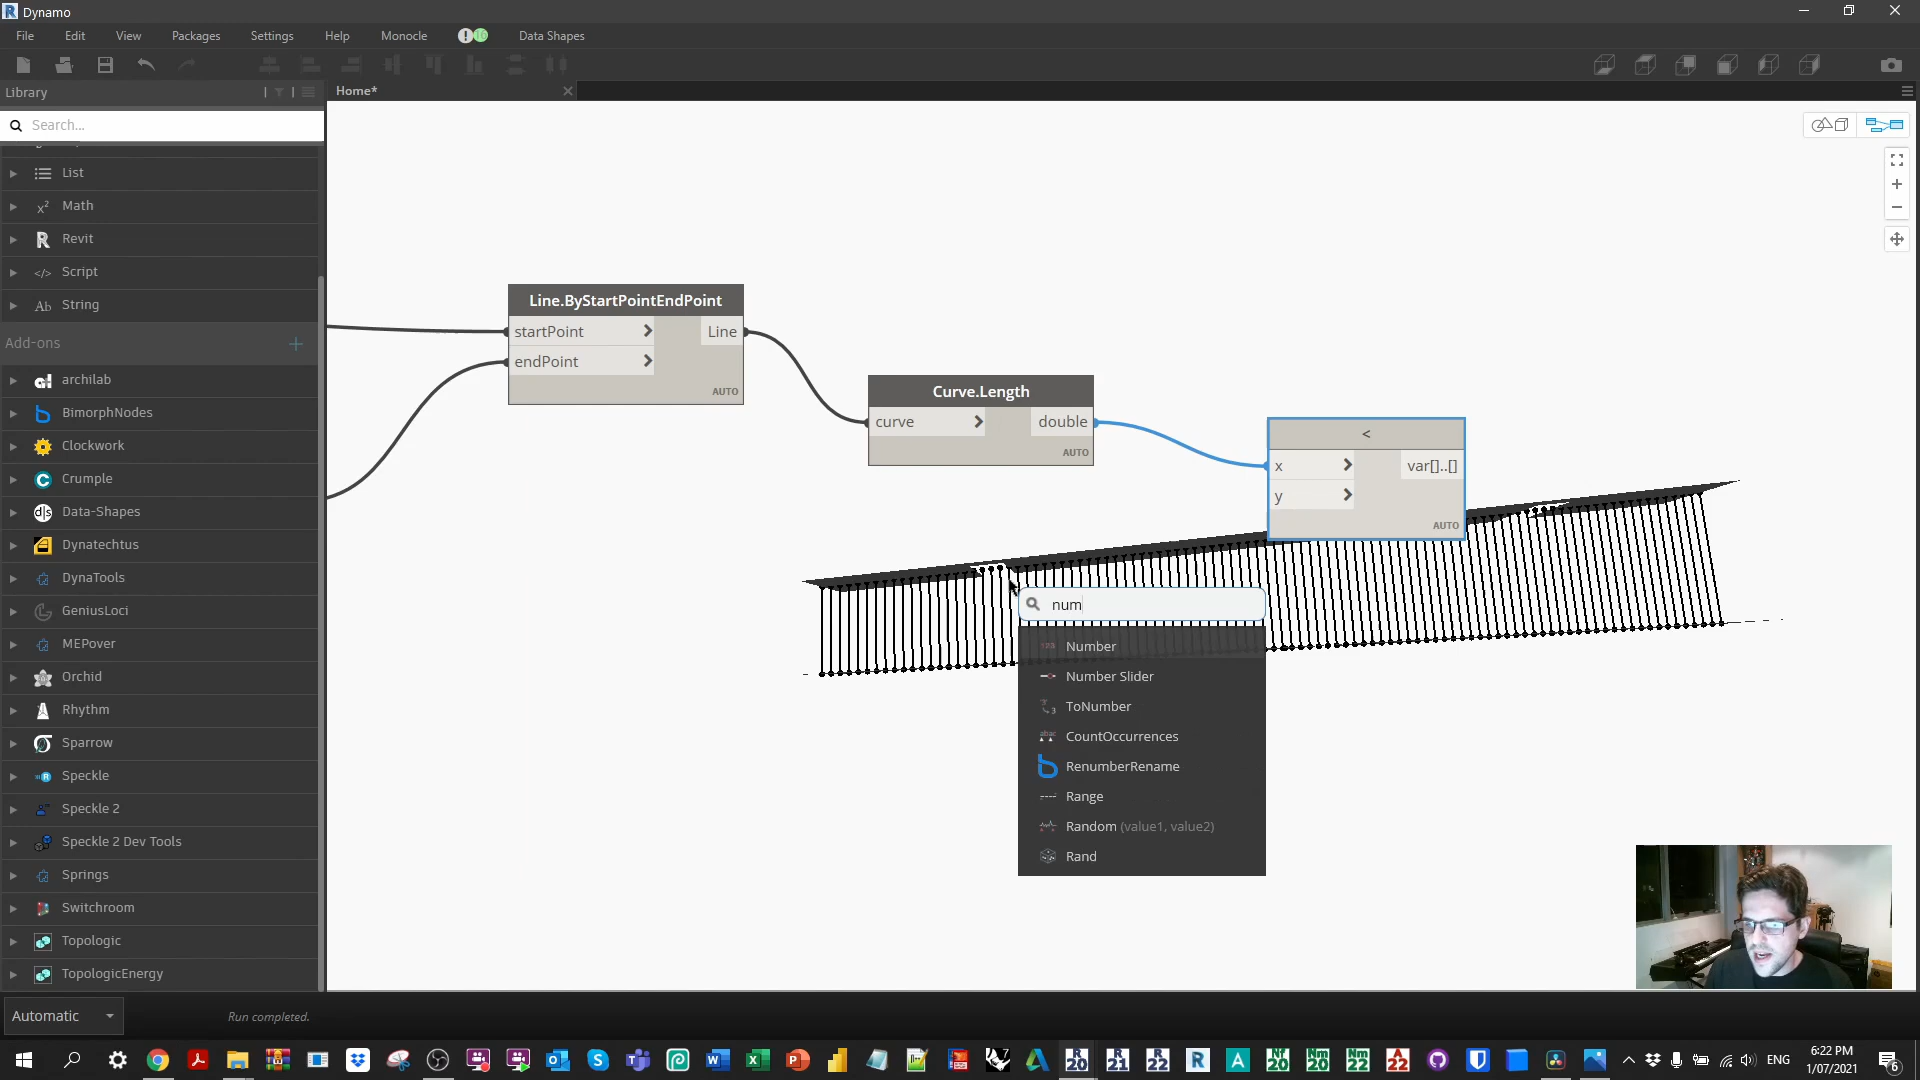 Dynamo
File Edit View Packages Settings Help Monocle Data Shapes
Library
Home*
Search...
List
Math
Revit
Script
String
Add-ons
archilab
BimorphNodes
Clockwork
Crumple
Data-Shapes
Dynatechtus
DynaTools
GeniusLoci
MEPover
Orchid
Rhythm
Sparrow
Speckle
Speckle 2
Speckle 2 Dev Tools
Springs
Switchroom
Topologic
TopologicEnergy
Line.ByStartPointEndPoint
startPoint > Line
endPoint >
AUTO
Curve.Length
curve > double
AUTO
<
x > var[]..[]
y >
AUTO
num
Number
Number Slider
ToNumber
CountOccurrences
RenumberRename
Range
Random (value1, value2)
Rand
Automatic
Run completed.
ENG
6:22 PM
1/07/2021